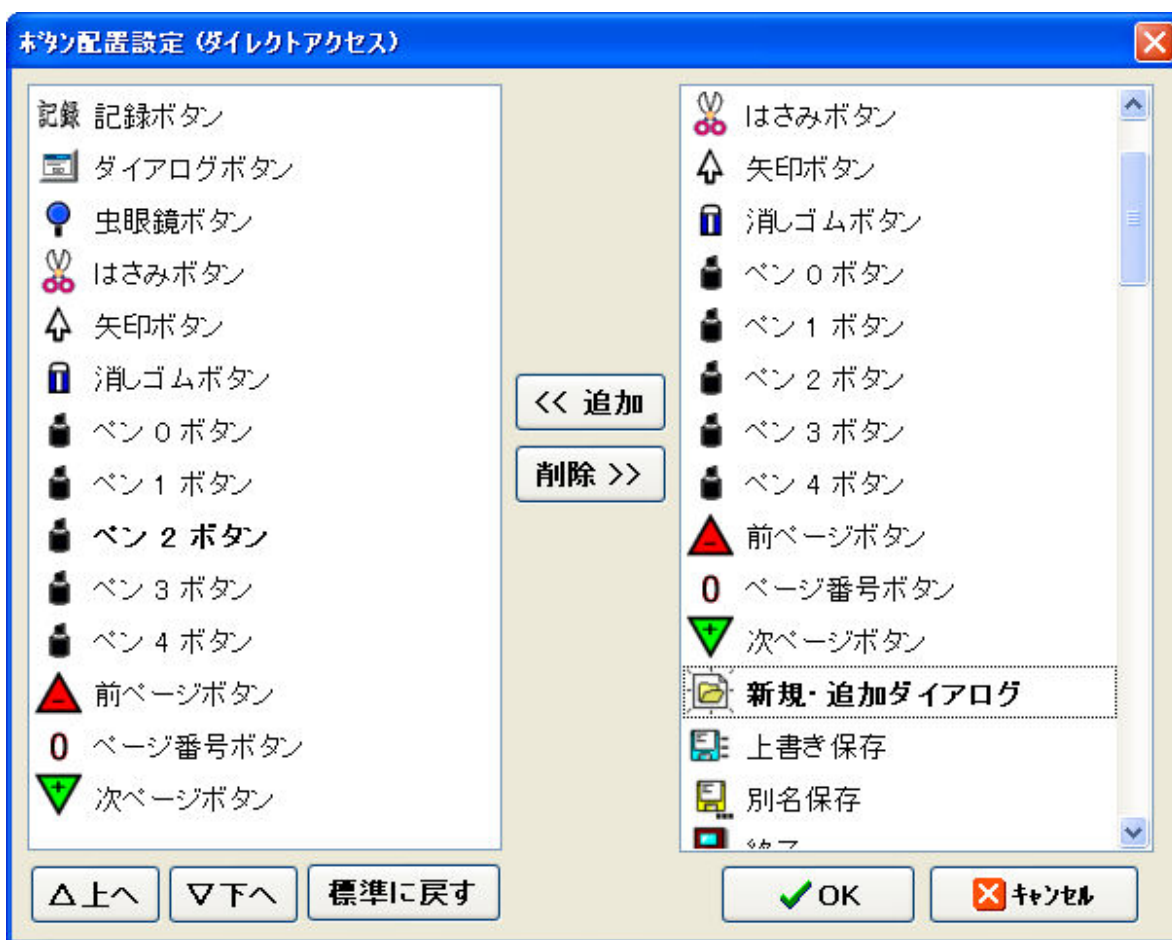 ボタン配置設定（ダイレクトアクセス）
記録 記録ボタン
ダイアログボタン
虫眼鏡ボタン
はさみボタン
矢印ボタン
消しゴムボタン
ペン 0 ボタン
ペン 1 ボタン
ペン 2 ボタン
ペン 3 ボタン
ペン 4 ボタン
前ページボタン
0 ページ番号ボタン
次ページボタン
<< 追加
削除 >>
はさみボタン
矢印ボタン
消しゴムボタン
ペン 0 ボタン
ペン 1 ボタン
ペン 2 ボタン
ペン 3 ボタン
ペン 4 ボタン
前ページボタン
0 ページ番号ボタン
次ページボタン
新規・追加ダイアログ
上書き保存
別名保存
△上へ
▽下へ
標準に戻す
OK
キャンセル